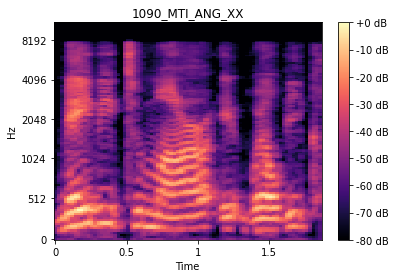 1090_MTI_ANG_XX
+0 dB
8192
-10 dB
4096
-20 dB
-30 dB
2048
Hz
-40 dB
1024
-50 dB
512
-60 dB
-70 dB
0
-80 dB
0
0.5
1
1.5
Time